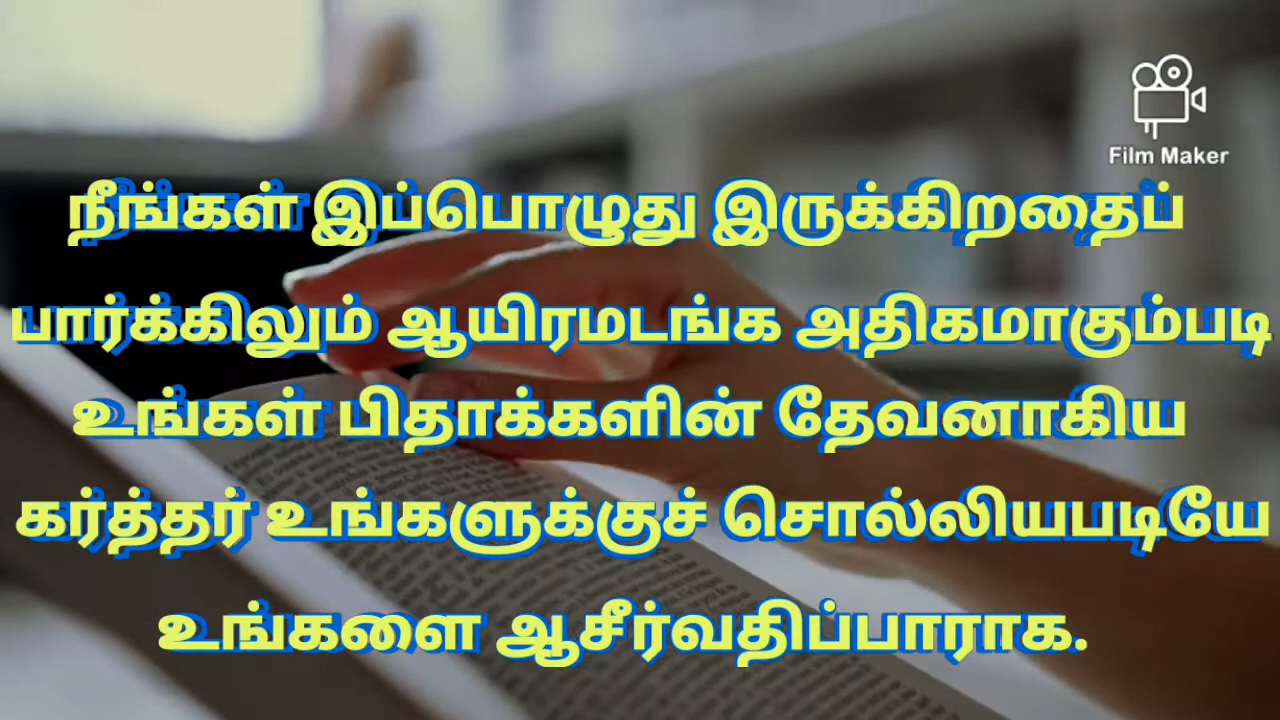 Film Maker
நீங்கள் இப்பொழுது இருக்கிறதைப்
பார்க்கிலும் ஆயிரமடங்க அதிகமாகும்படி
உங்கள் பிதாக்களின் தேவனாகிய
கர்த்தர் உங்களுக்குச் சொல்லியபடியே
உங்களை ஆசீர்வதிப்பாராக.